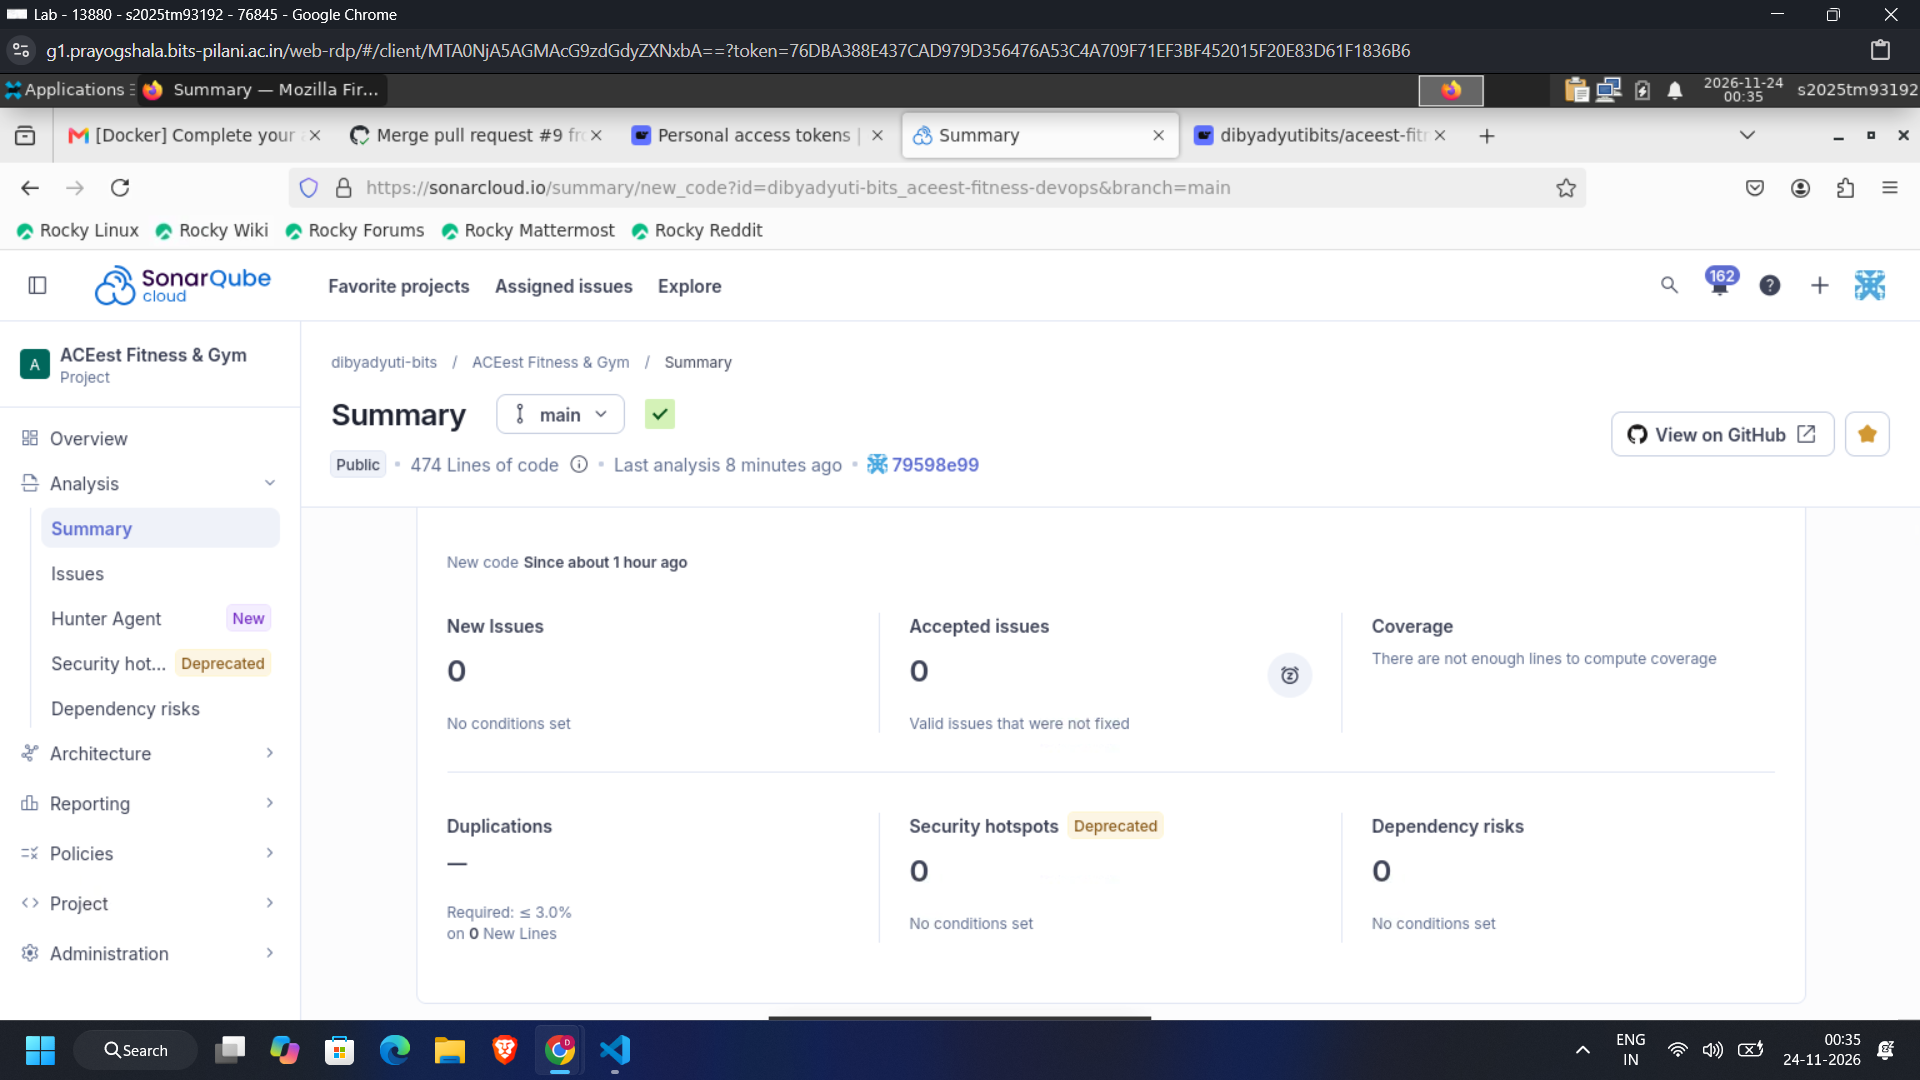 Lab - 13880 - s2025tm93192 - 76845 - Google Chrome
g1.prayogshala.bits-pilani.ac.in/web-rdp/#/client/MTA0NjA5AGMAcG9zdGdyZXNxbA==?token=76DBA388E437CAD979D356476A53C4A709F71EF3BF452015F20E83D61F1836B6
Applications
Summary — Mozilla Fir...
2026-11-24
00:35
s2025tm93192
[Docker] Complete your a
Merge pull request #9 fro
Personal access tokens |
Summary
dibyadyutibits/aceest-fitn
https://sonarcloud.io/summary/new_code?id=dibyadyuti-bits_aceest-fitness-devops&branch=main
Rocky Linux
Rocky Wiki
Rocky Forums
Rocky Mattermost
Rocky Reddit
SonarQube
cloud
Favorite projects
Assigned issues
Explore
162
A
ACEest Fitness & Gym
Project
Overview
Analysis
Summary
Issues
Hunter Agent
New
Security hot...
Deprecated
Dependency risks
Architecture
Reporting
Policies
Project
Administration
dibyadyuti-bits / ACEest Fitness & Gym / Summary
Summary
main
View on GitHub
Public • 474 Lines of code • Last analysis 8 minutes ago • 79598e99
New code Since about 1 hour ago
New Issues
0
No conditions set
Accepted issues
0
Valid issues that were not fixed
Coverage
There are not enough lines to compute coverage
Duplications
—
Required: ≤ 3.0%
on 0 New Lines
Security hotspots
Deprecated
0
No conditions set
Dependency risks
0
No conditions set
Search
ENG
IN
00:35
24-11-2026